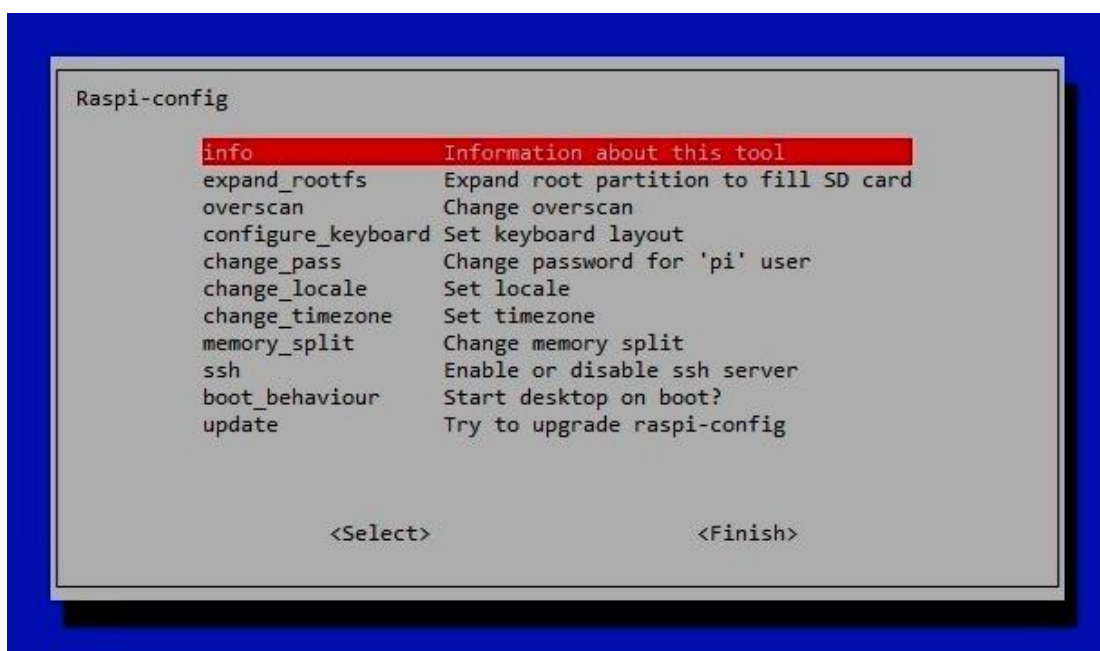 Raspi-config
info Information about this tool
expand_rootfs Expand root partition to fill SD card
overscan Change overscan
configure_keyboard Set keyboard layout
change_pass Change password for 'pi' user
change_locale Set locale
change_timezone Set timezone
memory_split Change memory split
ssh Enable or disable ssh server
boot_behaviour Start desktop on boot?
update Try to upgrade raspi-config
<Select> <Finish>